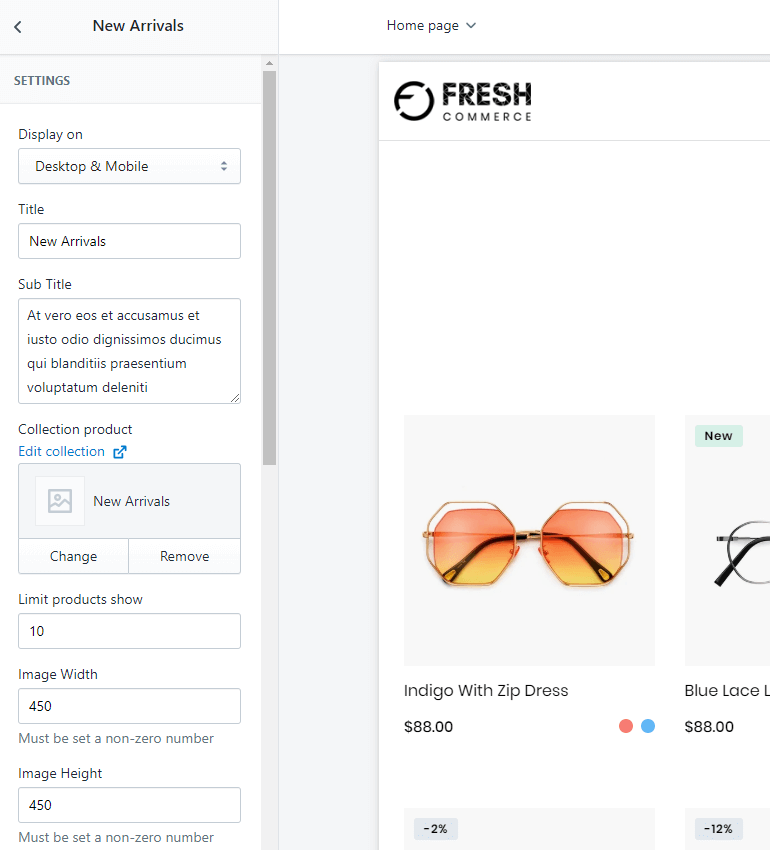 New Arrivals
Home page
SETTINGS
Display on
Desktop & Mobile
Title
New Arrivals
Sub Title
At vero eos et accusamus et
iusto odio dignissimos ducimus
qui blanditiis praesentium
voluptatum deleniti
Collection product
Edit collection
New Arrivals
Change
Remove
Limit products show
10
Image Width
450
Must be set a non-zero number
Image Height
450
Must be set a non-zero number
FRESH
COMMERCE
New
Indigo With Zip Dress
$88.00
Blue Lace L
$88.00
-2%
-12%